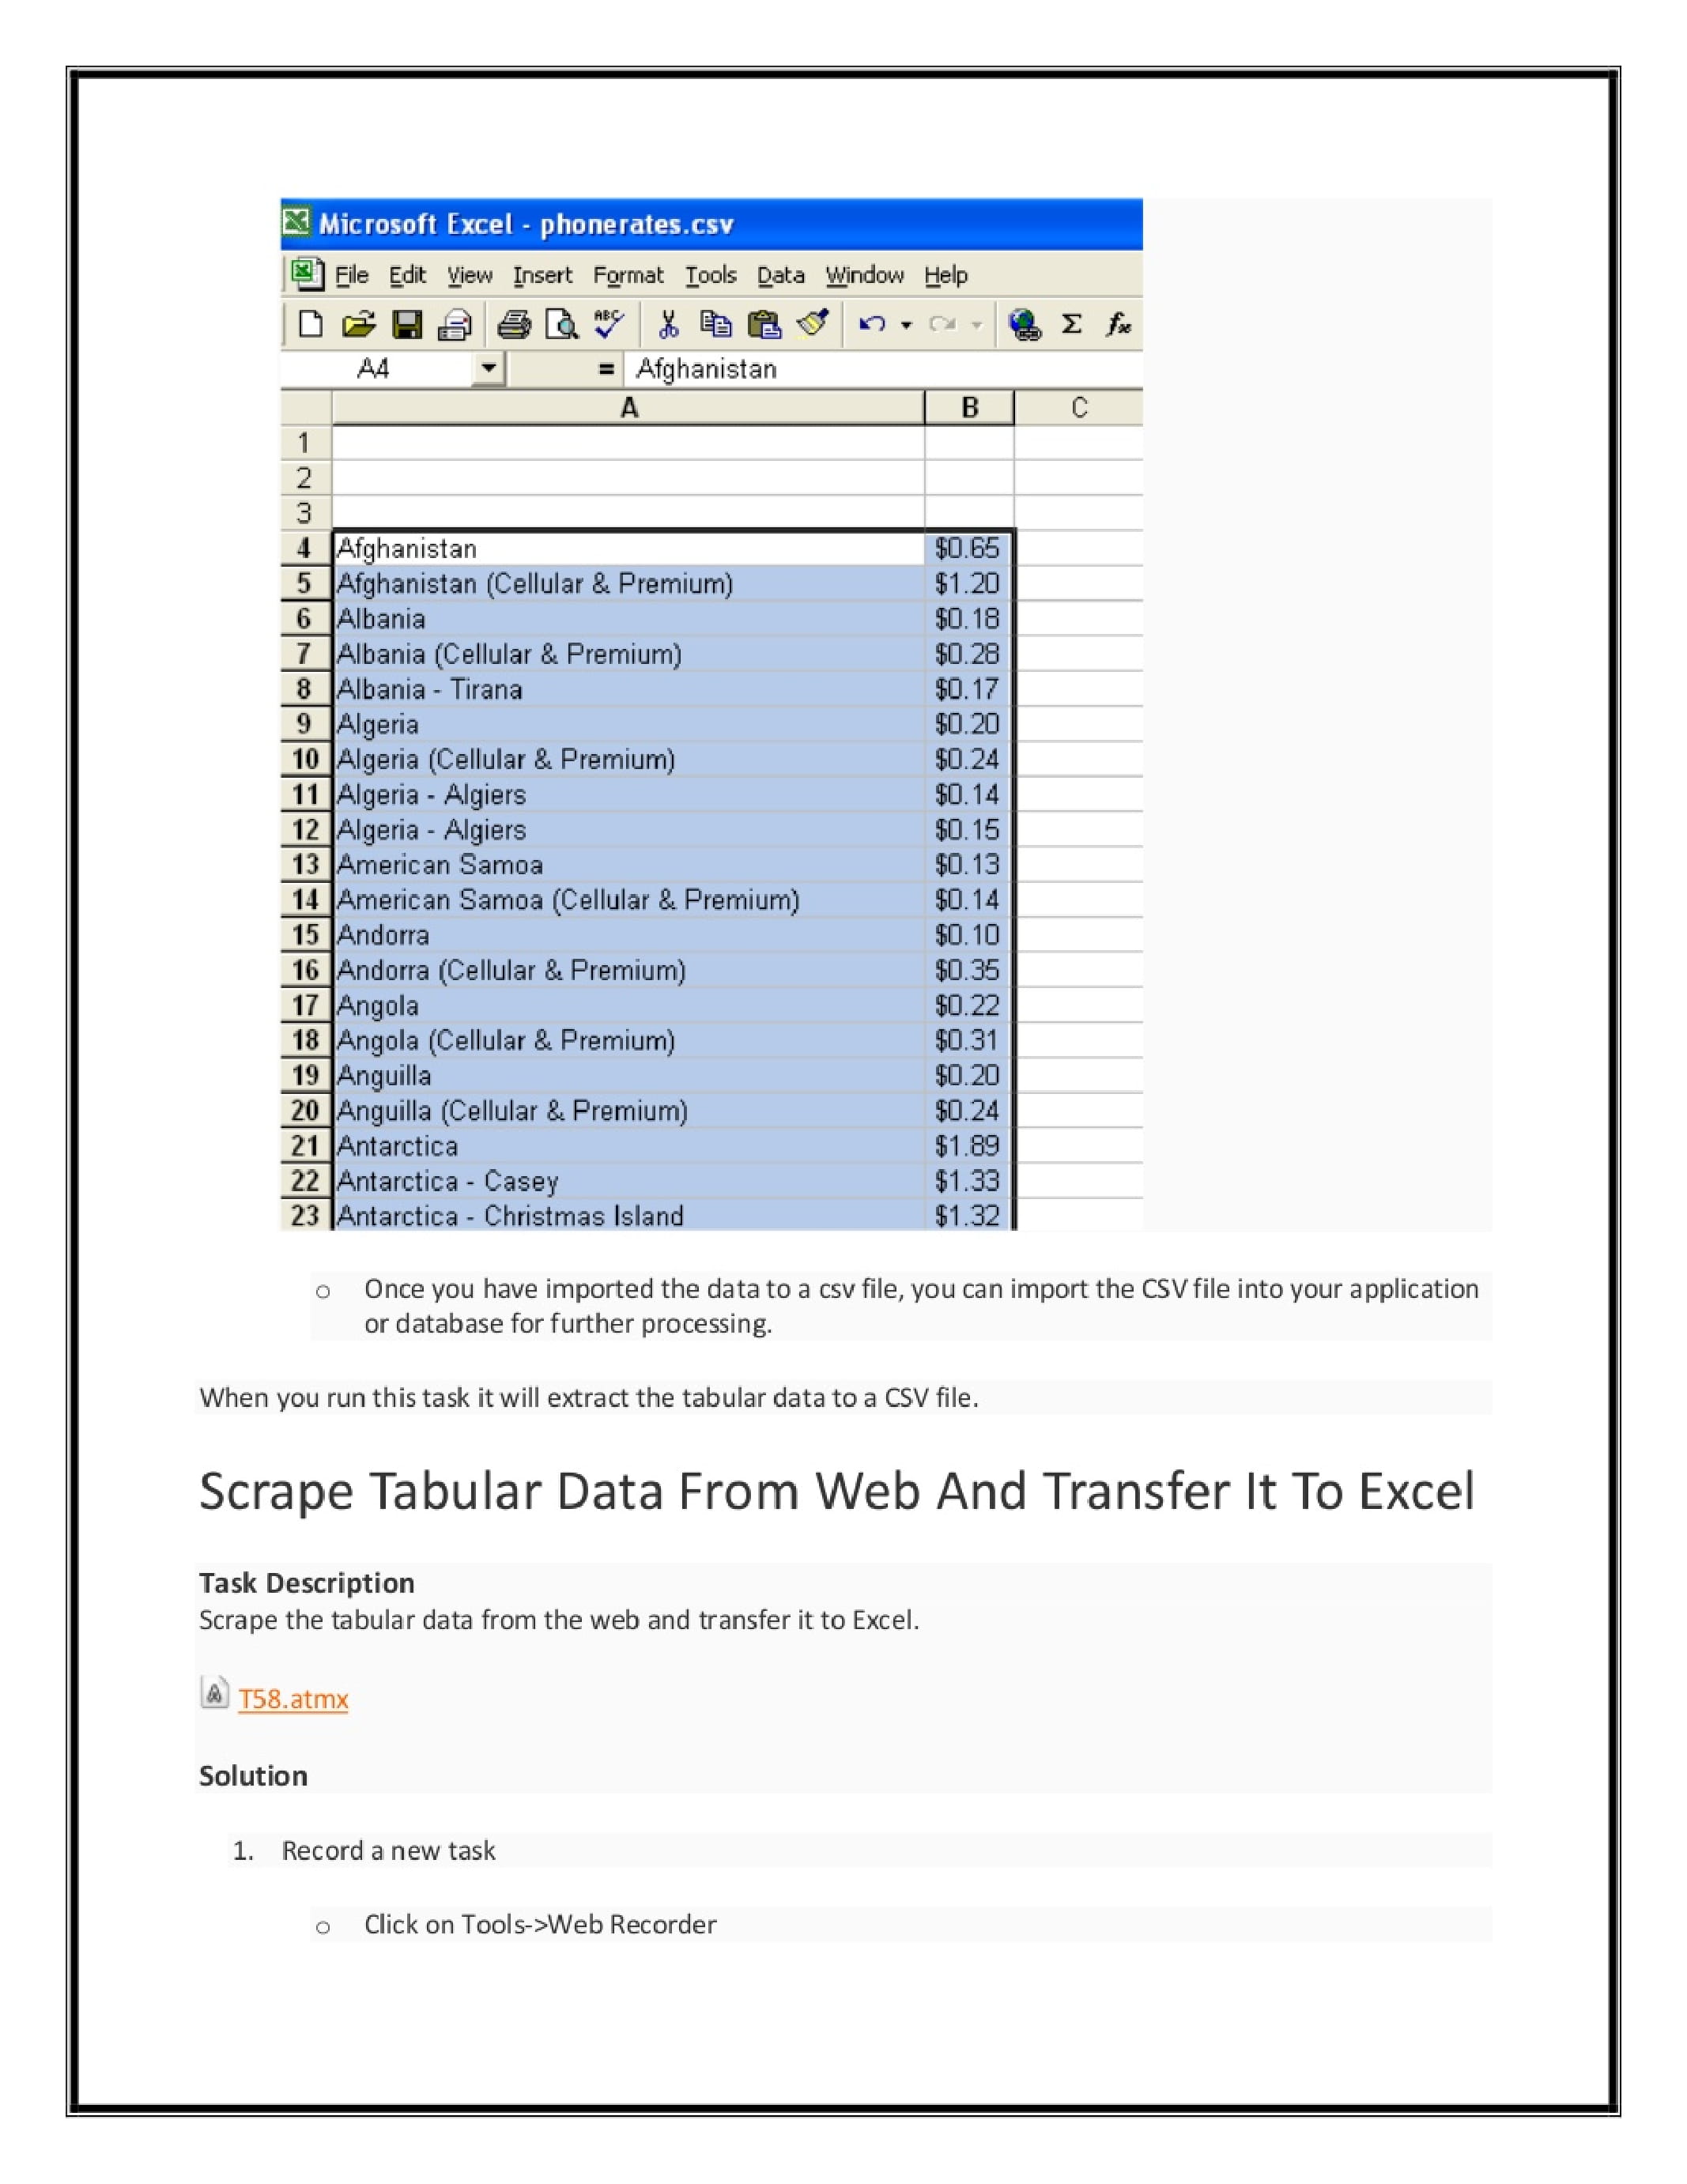 Microsoft Excel - phonerates.csv
File Edit View Insert Format Tools Data Window Help
ABC Σ fx
A4 = Afghanistan
A B C
1
2
3
4 Afghanistan $0.65
5 Afghanistan (Cellular & Premium) $1.20
6 Albania $0.18
7 Albania (Cellular & Premium) $0.28
8 Albania - Tirana $0.17
9 Algeria $0.20
10 Algeria (Cellular & Premium) $0.24
11 Algeria - Algiers $0.14
12 Algeria - Algiers $0.15
13 American Samoa $0.13
14 American Samoa (Cellular & Premium) $0.14
15 Andorra $0.10
16 Andorra (Cellular & Premium) $0.35
17 Angola $0.22
18 Angola (Cellular & Premium) $0.31
19 Anguilla $0.20
20 Anguilla (Cellular & Premium) $0.24
21 Antarctica $1.89
22 Antarctica - Casey $1.33
23 Antarctica - Christmas Island $1.32
o Once you have imported the data to a csv file, you can import the CSV file into your application
or database for further processing.
When you run this task it will extract the tabular data to a CSV file.
Scrape Tabular Data From Web And Transfer It To Excel
Task Description
Scrape the tabular data from the web and transfer it to Excel.
T58.atmx
Solution
1. Record a new task
o Click on Tools->Web Recorder